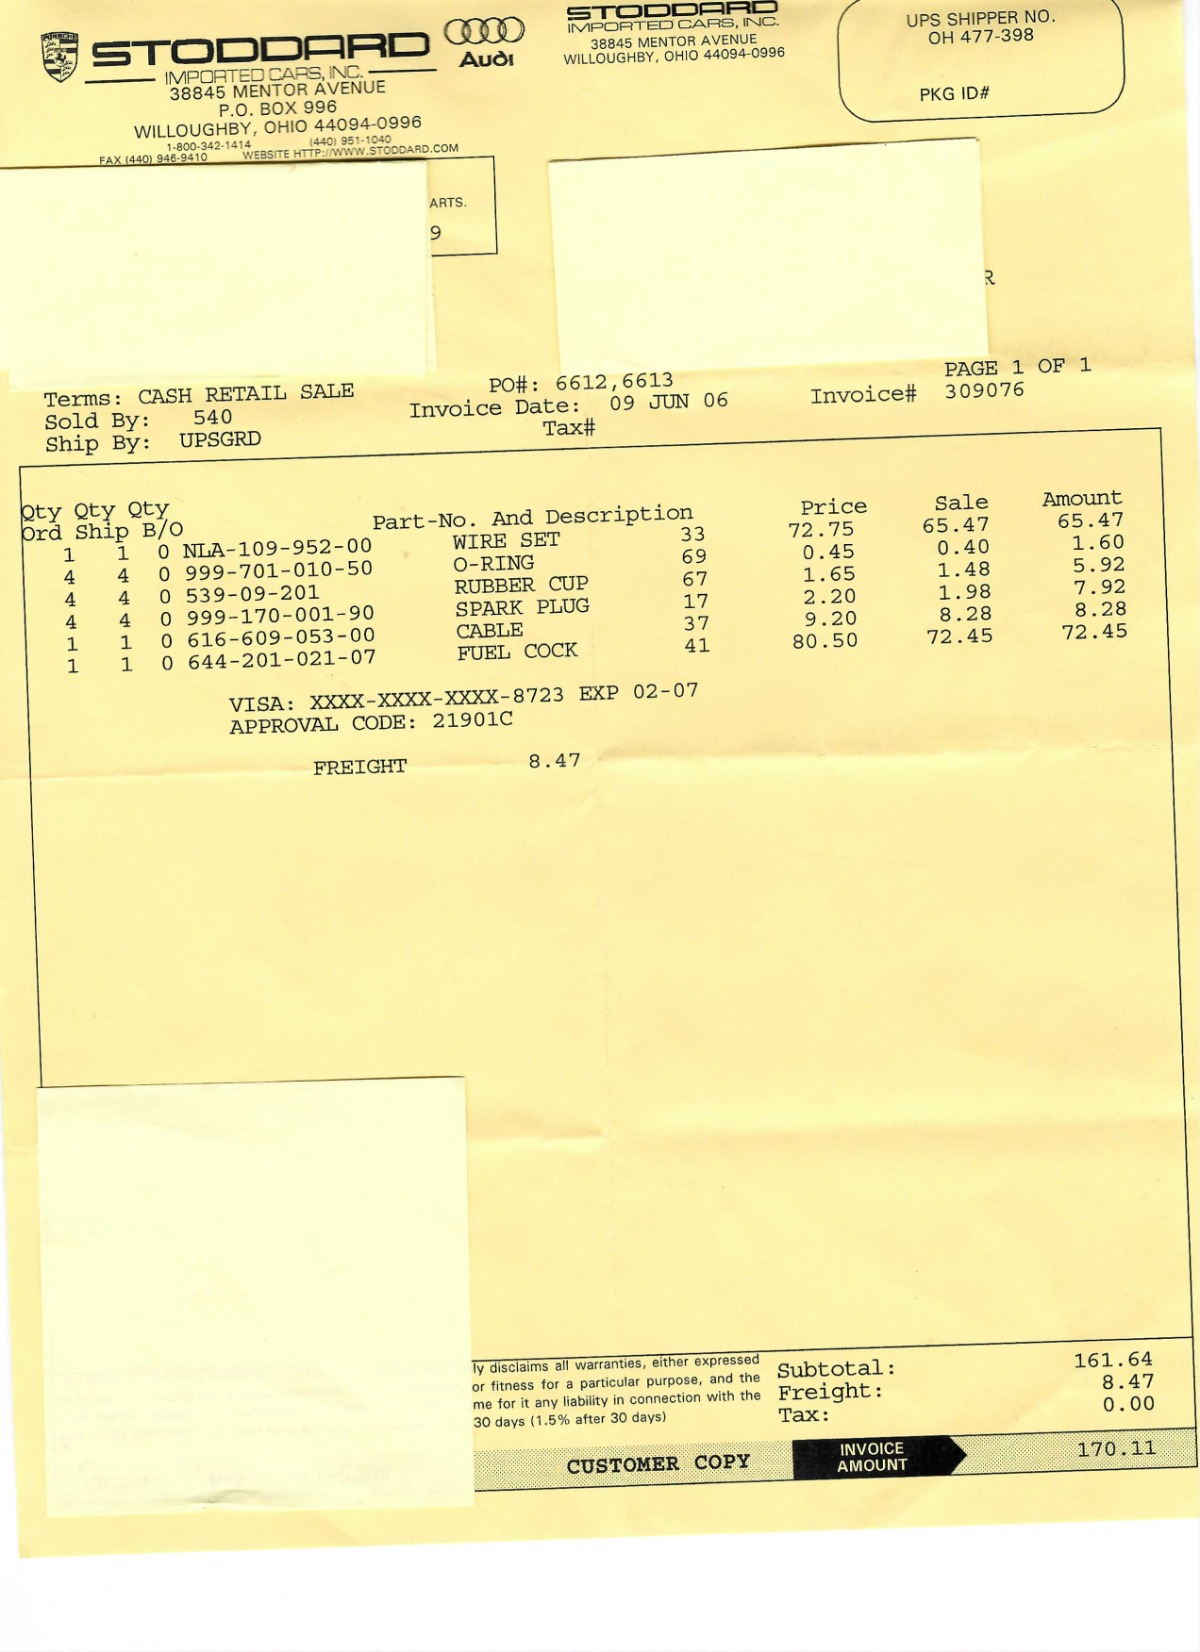 PORSCHE
STODDARD
IMPORTED CARS, INC.
38845 MENTOR AVENUE
P.O. BOX 996
WILLOUGHBY, OHIO 44094-0996
1-800-342-1414 (440) 951-1040
FAX (440) 946-9410 WEBSITE HTTP://WWW.STODDARD.COM
Audi
STODDARD
IMPORTED CARS, INC.
38845 MENTOR AVENUE
WILLOUGHBY, OHIO 44094-0996
UPS SHIPPER NO.
OH 477-398
PKG ID#
ARTS.
9
R
PAGE 1 OF 1
Terms: CASH RETAIL SALE PO#: 6612,6613
Sold By: 540 Invoice Date: 09 JUN 06 Invoice# 309076
Ship By: UPSGRD Tax#
Qty Qty Qty
Ord Ship B/O Part-No. And Description Price Sale Amount
1 1 0 NLA-109-952-00 WIRE SET 33 72.75 65.47 65.47
4 4 0 999-701-010-50 O-RING 69 0.45 0.40 1.60
4 4 0 539-09-201 RUBBER CUP 67 1.65 1.48 5.92
4 4 0 999-170-001-90 SPARK PLUG 17 2.20 1.98 7.92
1 1 0 616-609-053-00 CABLE 37 9.20 8.28 8.28
1 1 0 644-201-021-07 FUEL COCK 41 80.50 72.45 72.45
VISA: XXXX-XXXX-XXXX-8723 EXP 02-07
APPROVAL CODE: 21901C
FREIGHT 8.47
ly disclaims all warranties, either expressed
or fitness for a particular purpose, and the
me for it any liability in connection with the
30 days (1.5% after 30 days)
Subtotal: 161.64
Freight: 8.47
Tax: 0.00
CUSTOMER COPY
INVOICE
AMOUNT
170.11